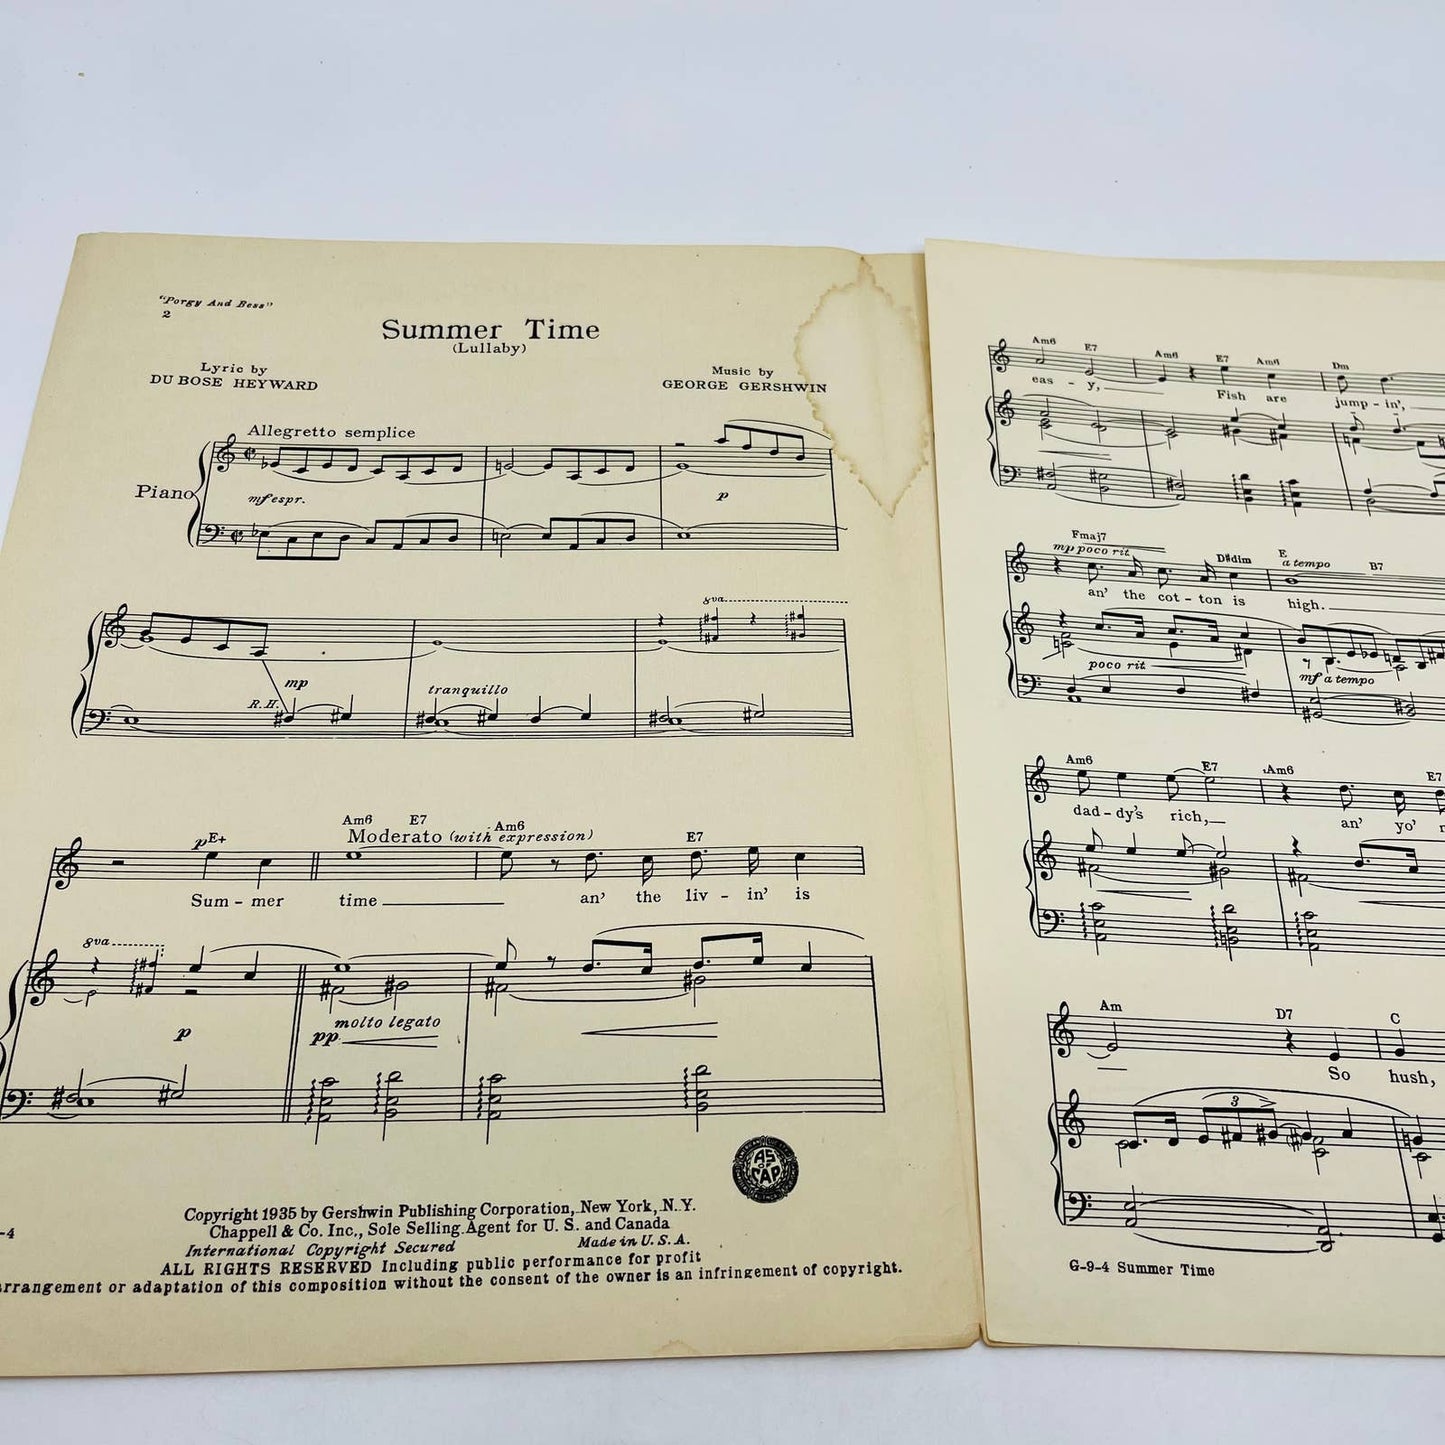 "Porgy And Bess"
2
Summer Time
(Lullaby)
Lyric by
DU BOSE HEYWARD
Music by
GEORGE GERSHWIN
Allegretto semplice
Piano
mf espr.
p
8va
mp
R.H.
tranquillo
Am6 E7 Am6
p E+ Moderato (with expression) E7
Sum - mer time an' the liv - in' is
8va
p
molto legato
pp
AS OF CAP
Copyright 1935 by Gershwin Publishing Corporation, New York, N.Y.
Chappell & Co. Inc., Sole Selling Agent for U. S. and Canada
International Copyright Secured Made in U. S. A.
ALL RIGHTS RESERVED Including public performance for profit
arrangement or adaptation of this composition without the consent of the owner is an infringement of copyright.
-4
Am6 E7 Am6 E7 Am6 Dm
eas - y, Fish are jump - in',
Fmaj7 D#dim E B7
mp poco rit a tempo
an' the cot - ton is high.
poco rit
mf a tempo
Am6 E7 Am6 E7
dad - dy's rich, an' yo'
Am D7 C
So hush,
3
G-9-4 Summer Time